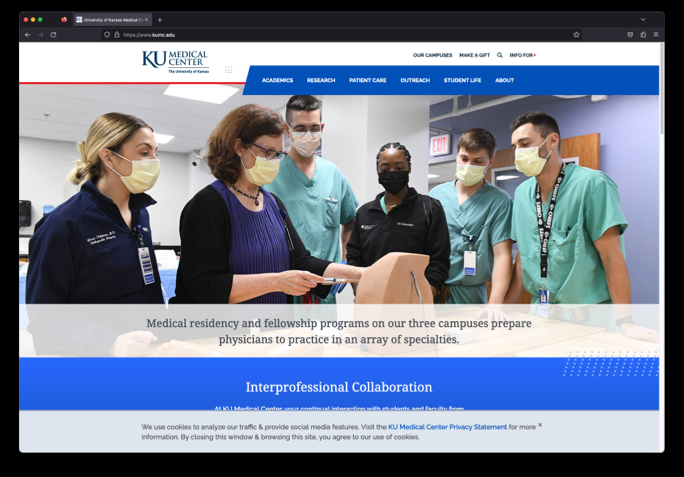 University of Kansas Medical C
https://www.kumc.edu
KU MEDICAL CENTER
The University of Kansas
OUR CAMPUSES MAKE A GIFT INFO FOR
ACADEMICS RESEARCH PATIENT CARE OUTREACH STUDENT LIFE ABOUT
EXIT
Medical residency and fellowship programs on our three campuses prepare
physicians to practice in an array of specialties.
Interprofessional Collaboration
At KU Medical Center, your continual interaction with students and faculty from
We use cookies to analyze our traffic & provide social media features. Visit the KU Medical Center Privacy Statement for more
information. By closing this window & browsing this site, you agree to our use of cookies.